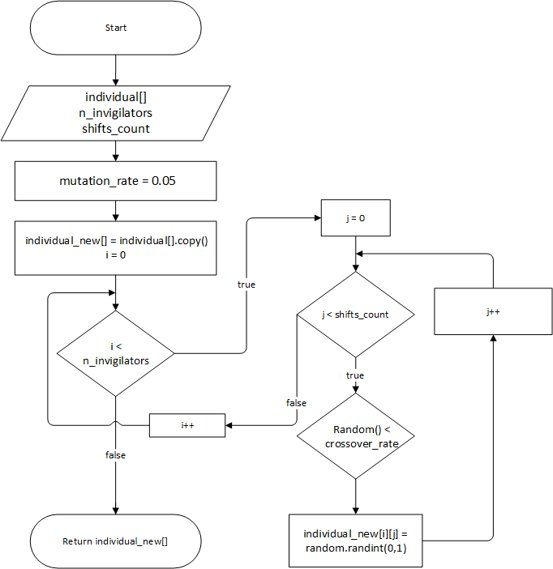 Start
individual[]
n_invigilators
shifts_count
mutation_rate = 0.05
individual_new[] = individual[].copy()
i = 0
i <
n_invigilators
true
false
i++
Return individual_new[]
j = 0
j < shifts_count
true
false
Random() <
crossover_rate
individual_new[i][j] =
random.randint(0,1)
j++